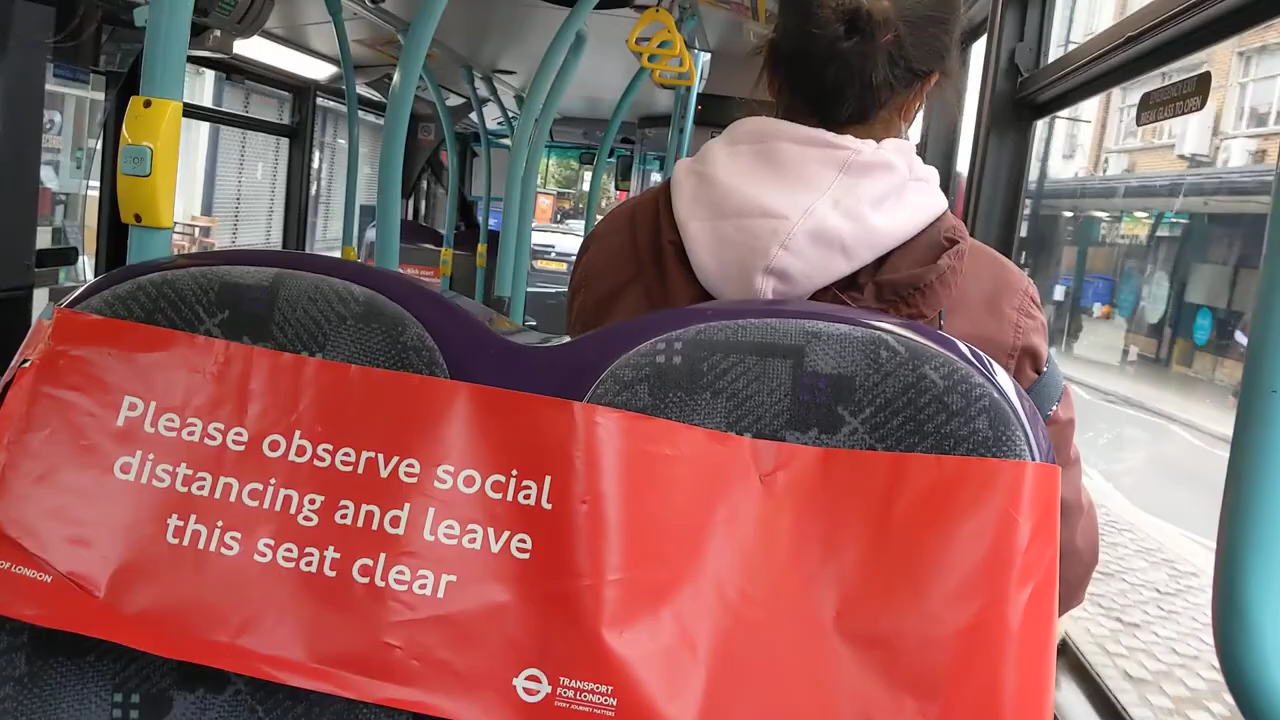 EMERGENCY EXIT
BREAK GLASS TO OPEN
STOP
Please observe social
distancing and leave
this seat clear
OF LONDON
TRANSPORT
FOR LONDON
EVERY JOURNEY MATTERS